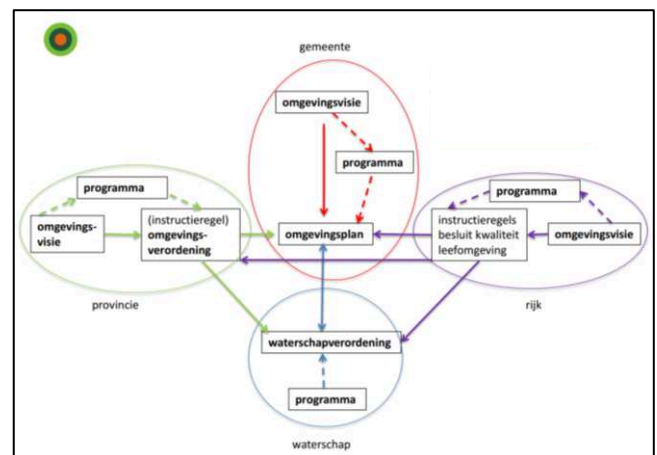 gemeente
omgevingsvisie
programma
omgevingsplan
programma
omgevings-
visie
(instructieregel)
omgevings-
verordening
provincie
programma
instructieregels
besluit kwaliteit
leefomgeving
omgevingsvisie
rijk
waterschapverordening
programma
waterschap